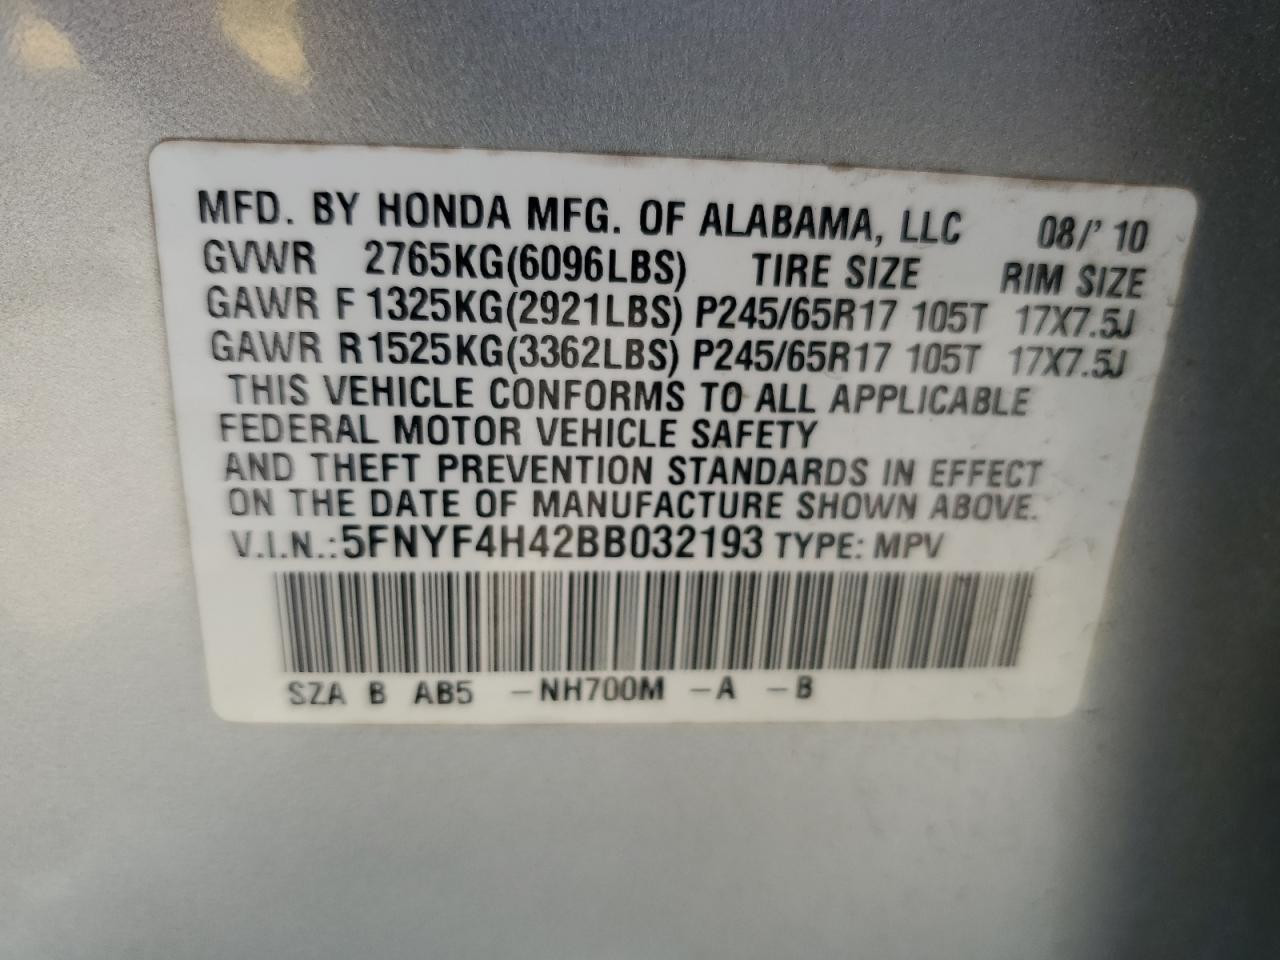 MFD. BY HONDA MFG. OF ALABAMA, LLC 08/' 10
GVWR 2765KG(6096LBS) TIRE SIZE RIM SIZE
GAWR F 1325KG(2921LBS) P245/65R17 105T 17X7.5J
GAWR R 1525KG(3362LBS) P245/65R17 105T 17X7.5J
THIS VEHICLE CONFORMS TO ALL APPLICABLE
FEDERAL MOTOR VEHICLE SAFETY
AND THEFT PREVENTION STANDARDS IN EFFECT
ON THE DATE OF MANUFACTURE SHOWN ABOVE.
V.I.N.:5FNYF4H42BB032193 TYPE: MPV
SZA B AB5 -NH700M -A -B